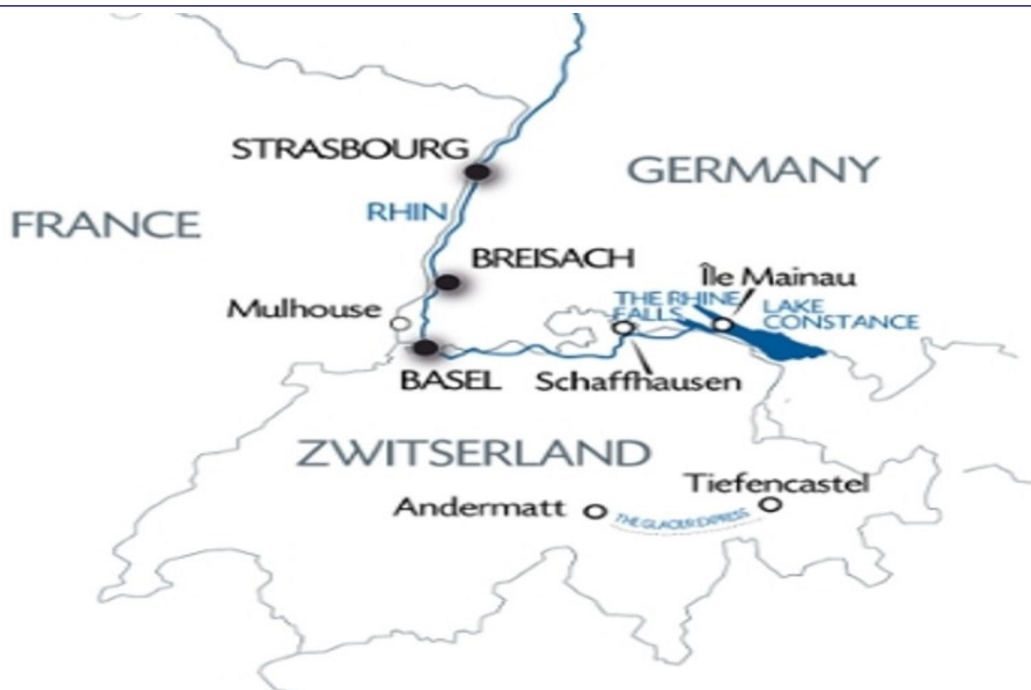 STRASBOURG
GERMANY
RHIN
FRANCE
BREISACH
Île Mainau
THE RHINE
FALLS
LAKE
CONSTANCE
Mulhouse
BASEL
Schaffhausen
ZWITSERLAND
Tiefencastel
Andermatt
THE GLACIER EXPRESS